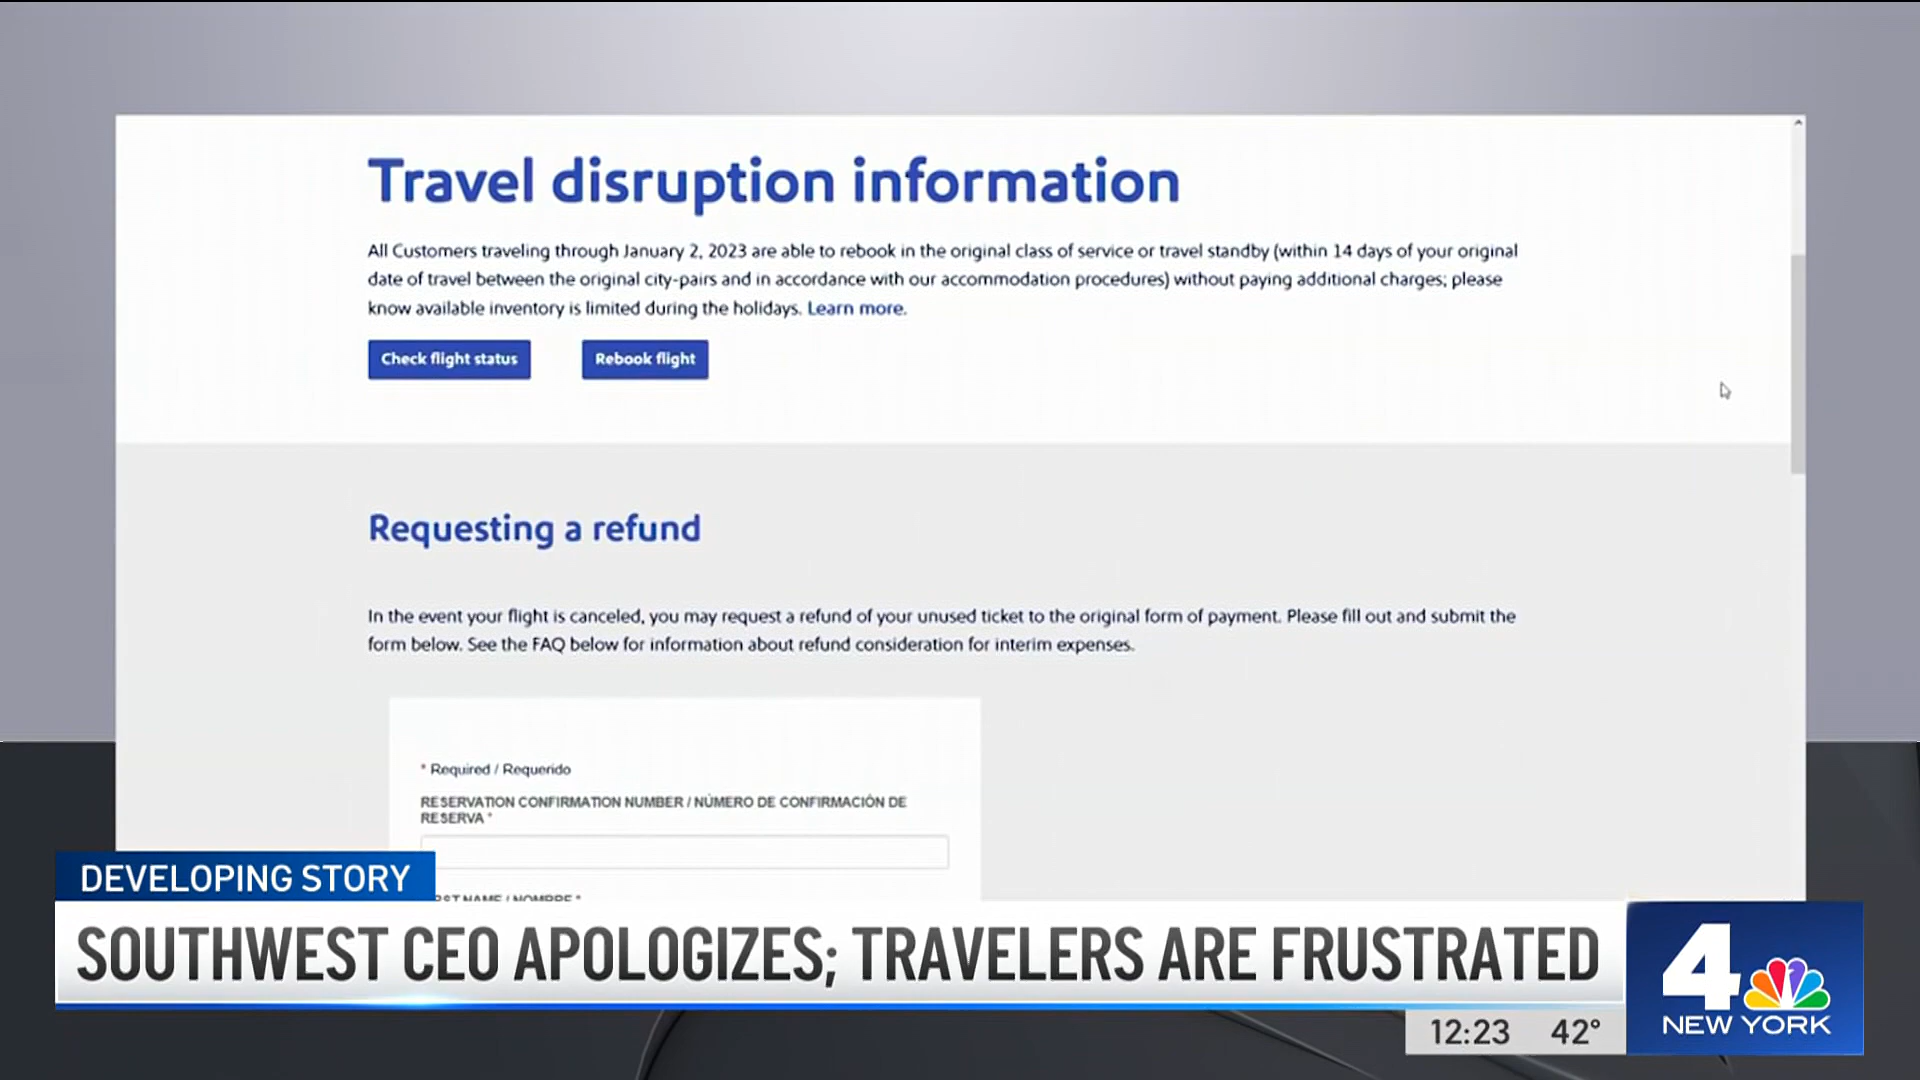 Travel disruption information
All Customers traveling through January 2, 2023 are able to rebook in the original class of service or travel standby (within 14 days of your original
date of travel between the original city-pairs and in accordance with our accommodation procedures) without paying additional charges; please
know available inventory is limited during the holidays. Learn more.
Check flight status Rebook flight
Requesting a refund
In the event your flight is canceled, you may request a refund of your unused ticket to the original form of payment. Please fill out and submit the
form below. See the FAQ below for information about refund consideration for interim expenses.
* Required / Requerido
RESERVATION CONFIRMATION NUMBER / NÚMERO DE CONFIRMACIÓN DE
RESERVA *
NAME / NOMBRE *
DEVELOPING STORY
SOUTHWEST CEO APOLOGIZES; TRAVELERS ARE FRUSTRATED
4
NEW YORK
12:23 42°